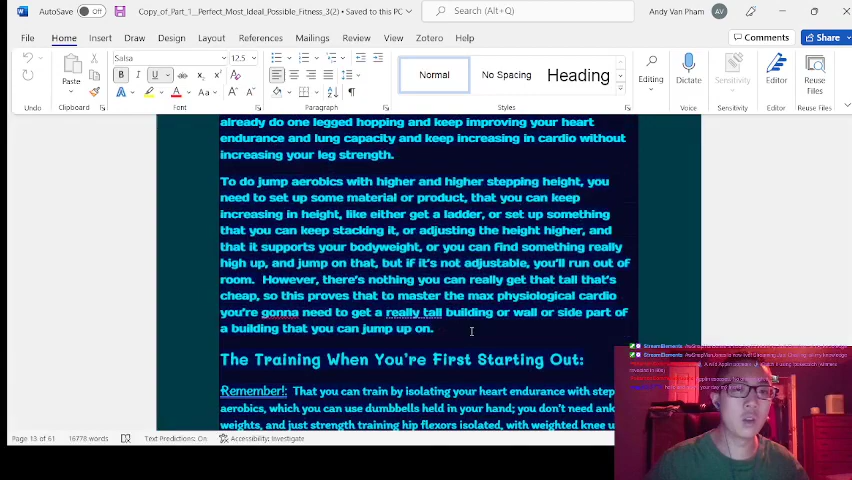 AutoSave Off Copy_of_Part_1__Perfect_Most_Ideal_Possible_Fitness_3(2) • Saved to this PC Search (Alt+Q) Andy Van Pham AV
File Home Insert Draw Design Layout References Mailings Review View Zotero Help Comments Share
Salsa 12.5
Paste
Normal No Spacing Heading
Editing Dictate Sensitivity Editor Reuse Files
Undo Clipboard Font Paragraph Styles Voice Sensitivity Editor Reuse Files
already do one legged hopping and keep improving your heart
endurance and lung capacity and keep increasing in cardio without
increasing your leg strength.
To do jump aerobics with higher and higher stepping height, you
need to set up some material or product, that you can keep
increasing in height, like either get a ladder, or set up something
that you can keep stacking it, or adjusting the height higher, and
that it supports your bodyweight, or you can find something really
high up, and jump on that, but if it's not adjustable, you'll run out of
room. However, there's nothing you can really get that tall that's
cheap, so this proves that to master the max physiological cardio
you're gonna need to get a really tall building or wall or side part of
a building that you can jump up on.
The Training When You're First Starting Out:
Remember!: That you can train by isolating your heart endurance with step
aerobics, which you can use dumbbells held in your hand; you don't need
weights, and just strength training hip flexors isolated, with weighted knee
Page 13 of 61 16778 words Text Predictions: On Accessibility: Investigate